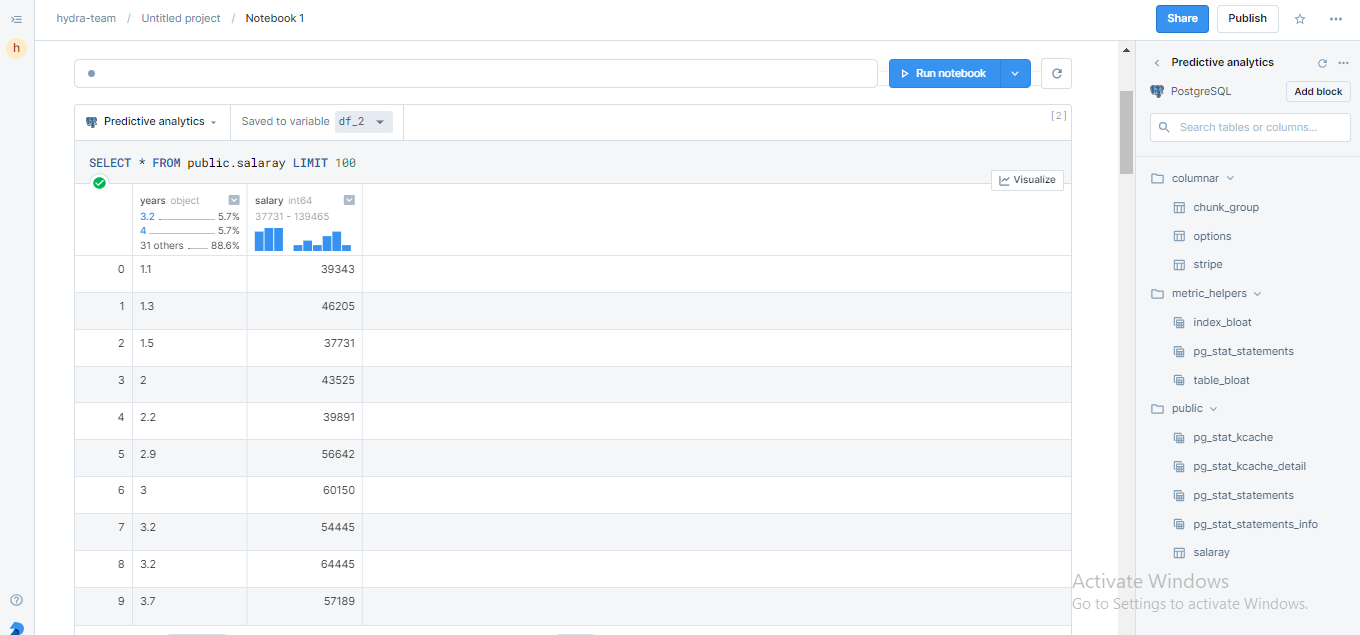 hydra-team / Untitled project / Notebook 1
Share
Publish
h
Run notebook
Predictive analytics
Saved to variable df_2
[2]
SELECT * FROM public.salaray LIMIT 100
Visualize
years object
3.2 5.7%
4 5.7%
31 others 88.6%
salary int64
37731 - 139465
0 1.1 39343
1 1.3 46205
2 1.5 37731
3 2 43525
4 2.2 39891
5 2.9 56642
6 3 60150
7 3.2 54445
8 3.2 64445
9 3.7 57189
Predictive analytics
PostgreSQL
Add block
Search tables or columns...
columnar
chunk_group
options
stripe
metric_helpers
index_bloat
pg_stat_statements
table_bloat
public
pg_stat_kcache
pg_stat_kcache_detail
pg_stat_statements
pg_stat_statements_info
salaray
Activate Windows
Go to Settings to activate Windows.